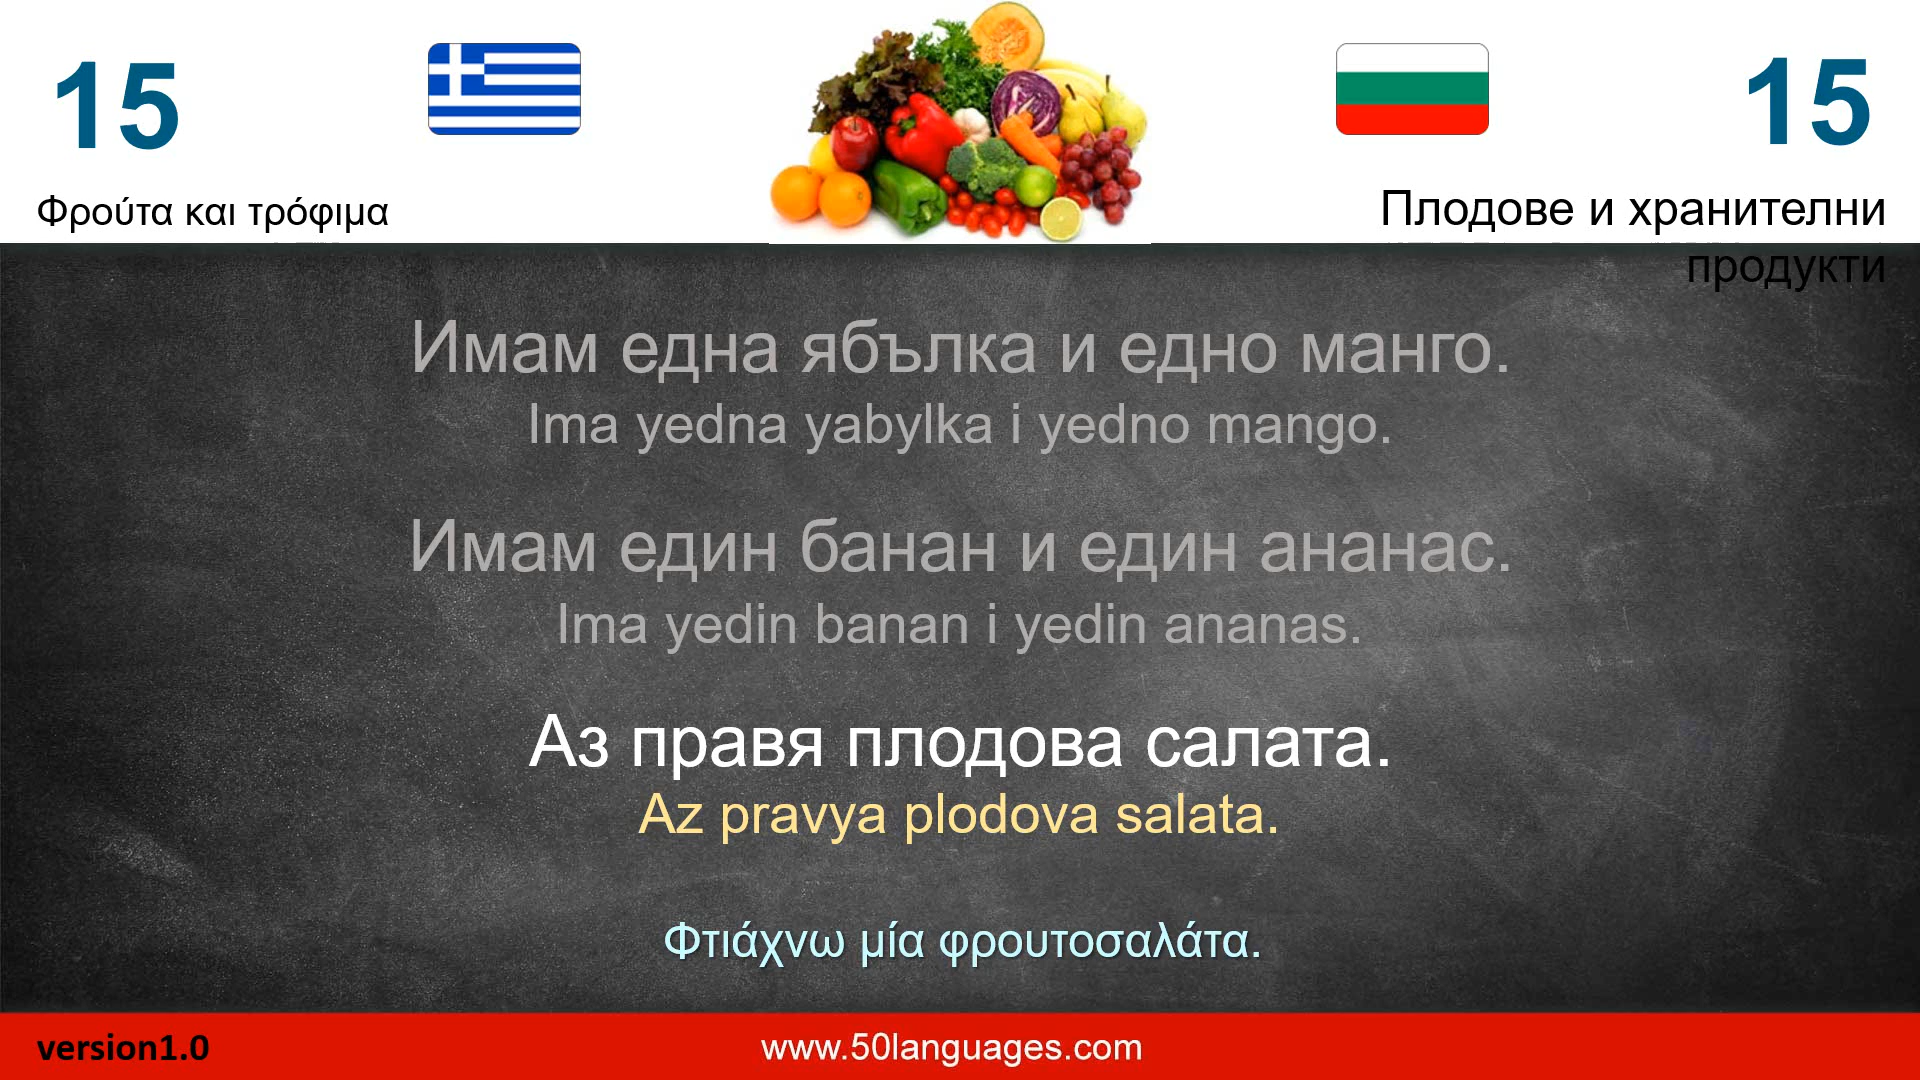 15
15
Φρούτα και τρόφιμα
Плодове и хранителни
продукти
Имам една ябълка и едно манго.
Ima yedna yabylka i yedno mango.
Имам един банан и един ананас.
Ima yedin banan i yedin ananas.
Аз правя плодова салата.
Az pravya plodova salata.
Φτιάχνω μία φρουτοσαλάτα.
version1.0
www.50languages.com